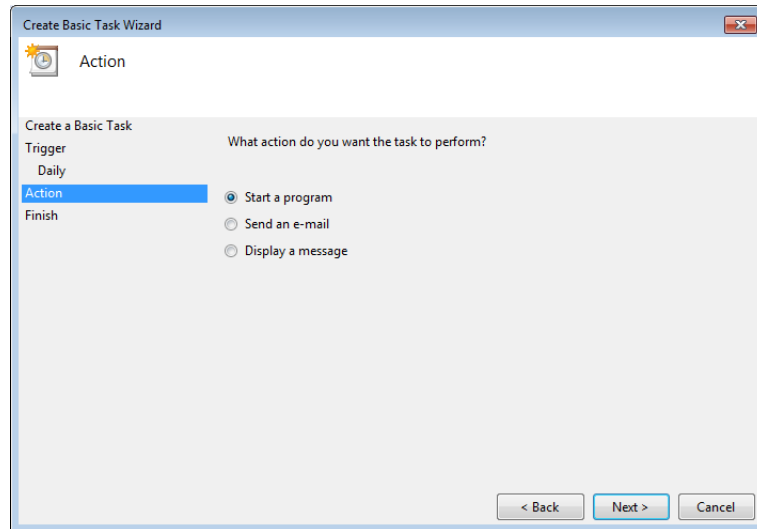 Create Basic Task Wizard
Action
Create a Basic Task
Trigger
Daily
Action
Finish
What action do you want the task to perform?
Start a program
Send an e-mail
Display a message
< Back
Next >
Cancel